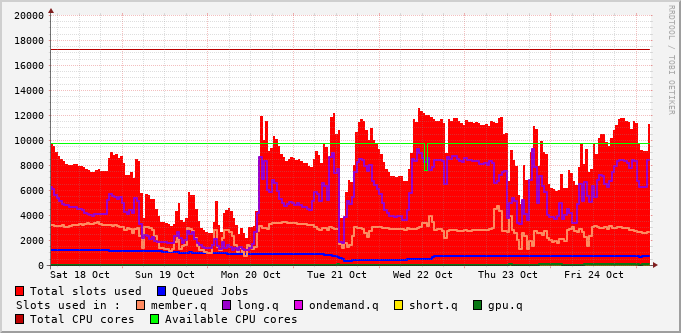 20000
18000
16000
14000
12000
10000
8000
6000
4000
2000
0
RRDTOOL / TOBI OETIKER
Sat 18 Oct Sun 19 Oct Mon 20 Oct Tue 21 Oct Wed 22 Oct Thu 23 Oct Fri 24 Oct
Total slots used Queued Jobs
Slots used in : member.q long.q ondemand.q short.q gpu.q
Total CPU cores Available CPU cores